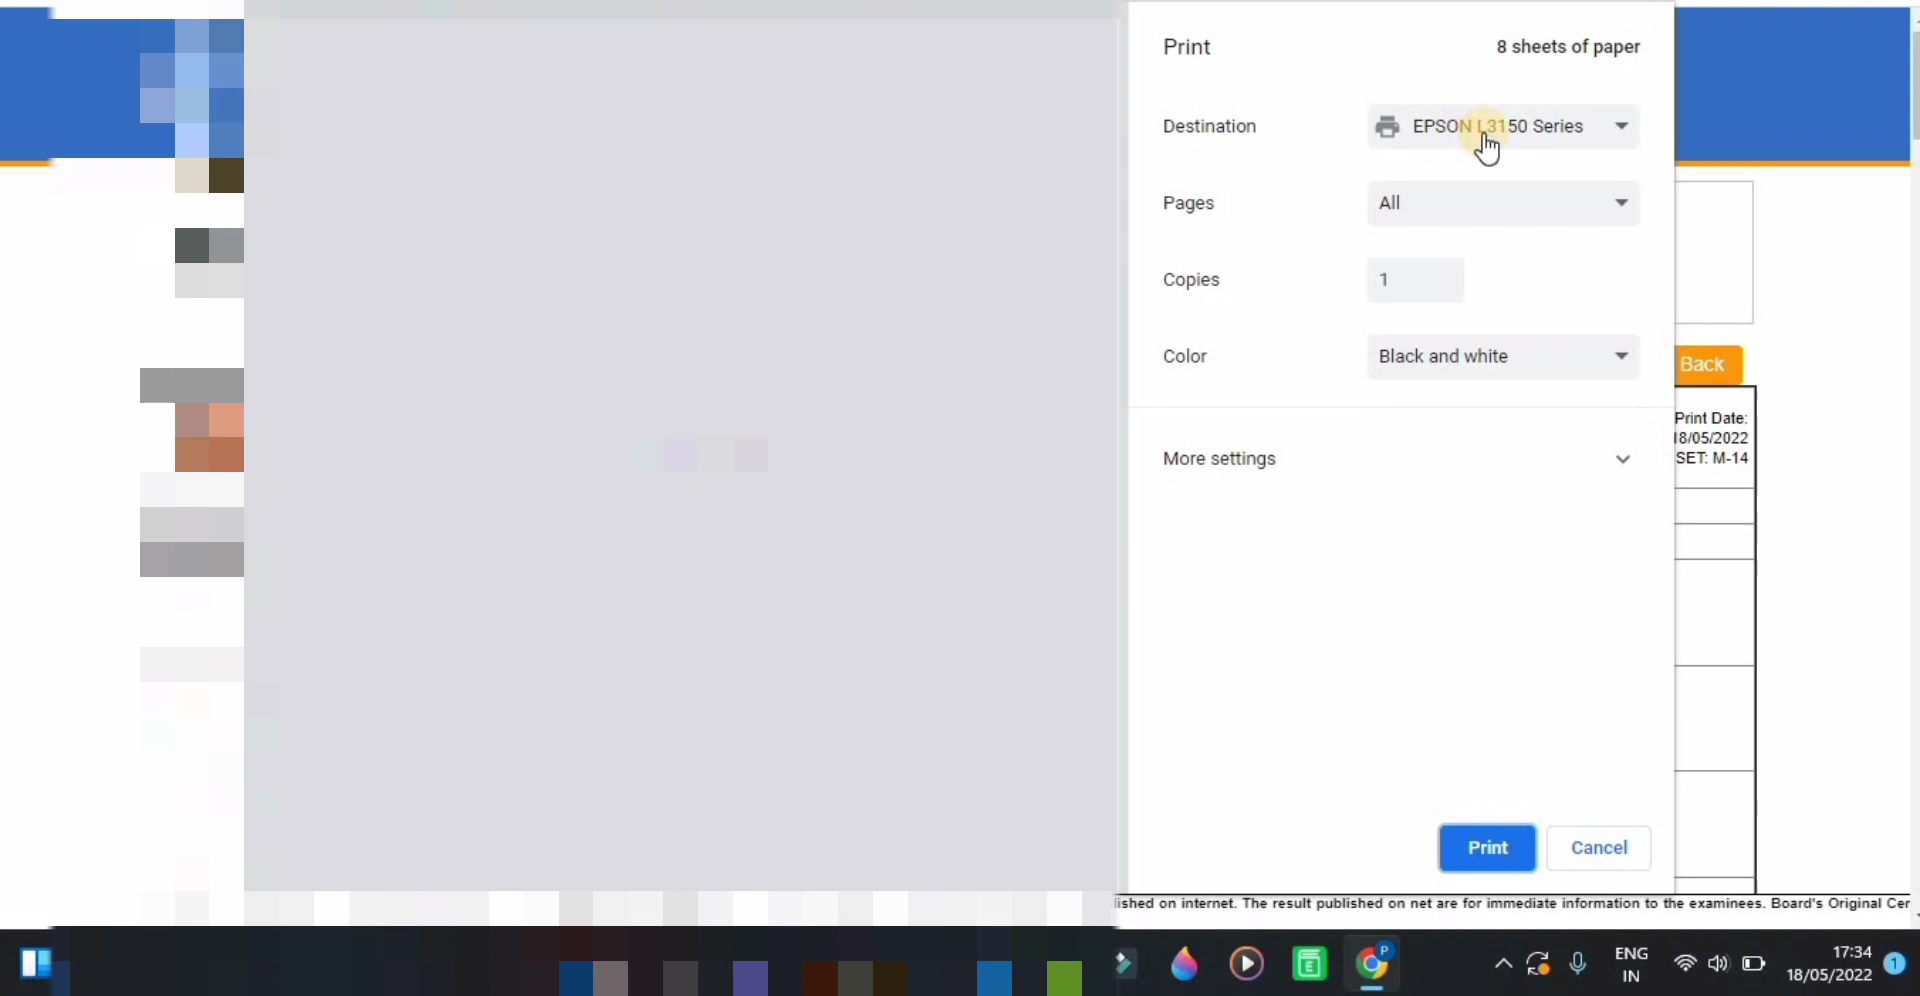 Print
8 sheets of paper
Destination
EPSON L3150 Series
Pages
All
Copies
1
Color
Black and white
Back
Print Date:
18/05/2022
SET: M-14
More settings
Print
Cancel
lished on internet. The result published on net are for immediate information to the examinees. Board's Original Cer
E
P
ENG
IN
17:34
18/05/2022
1